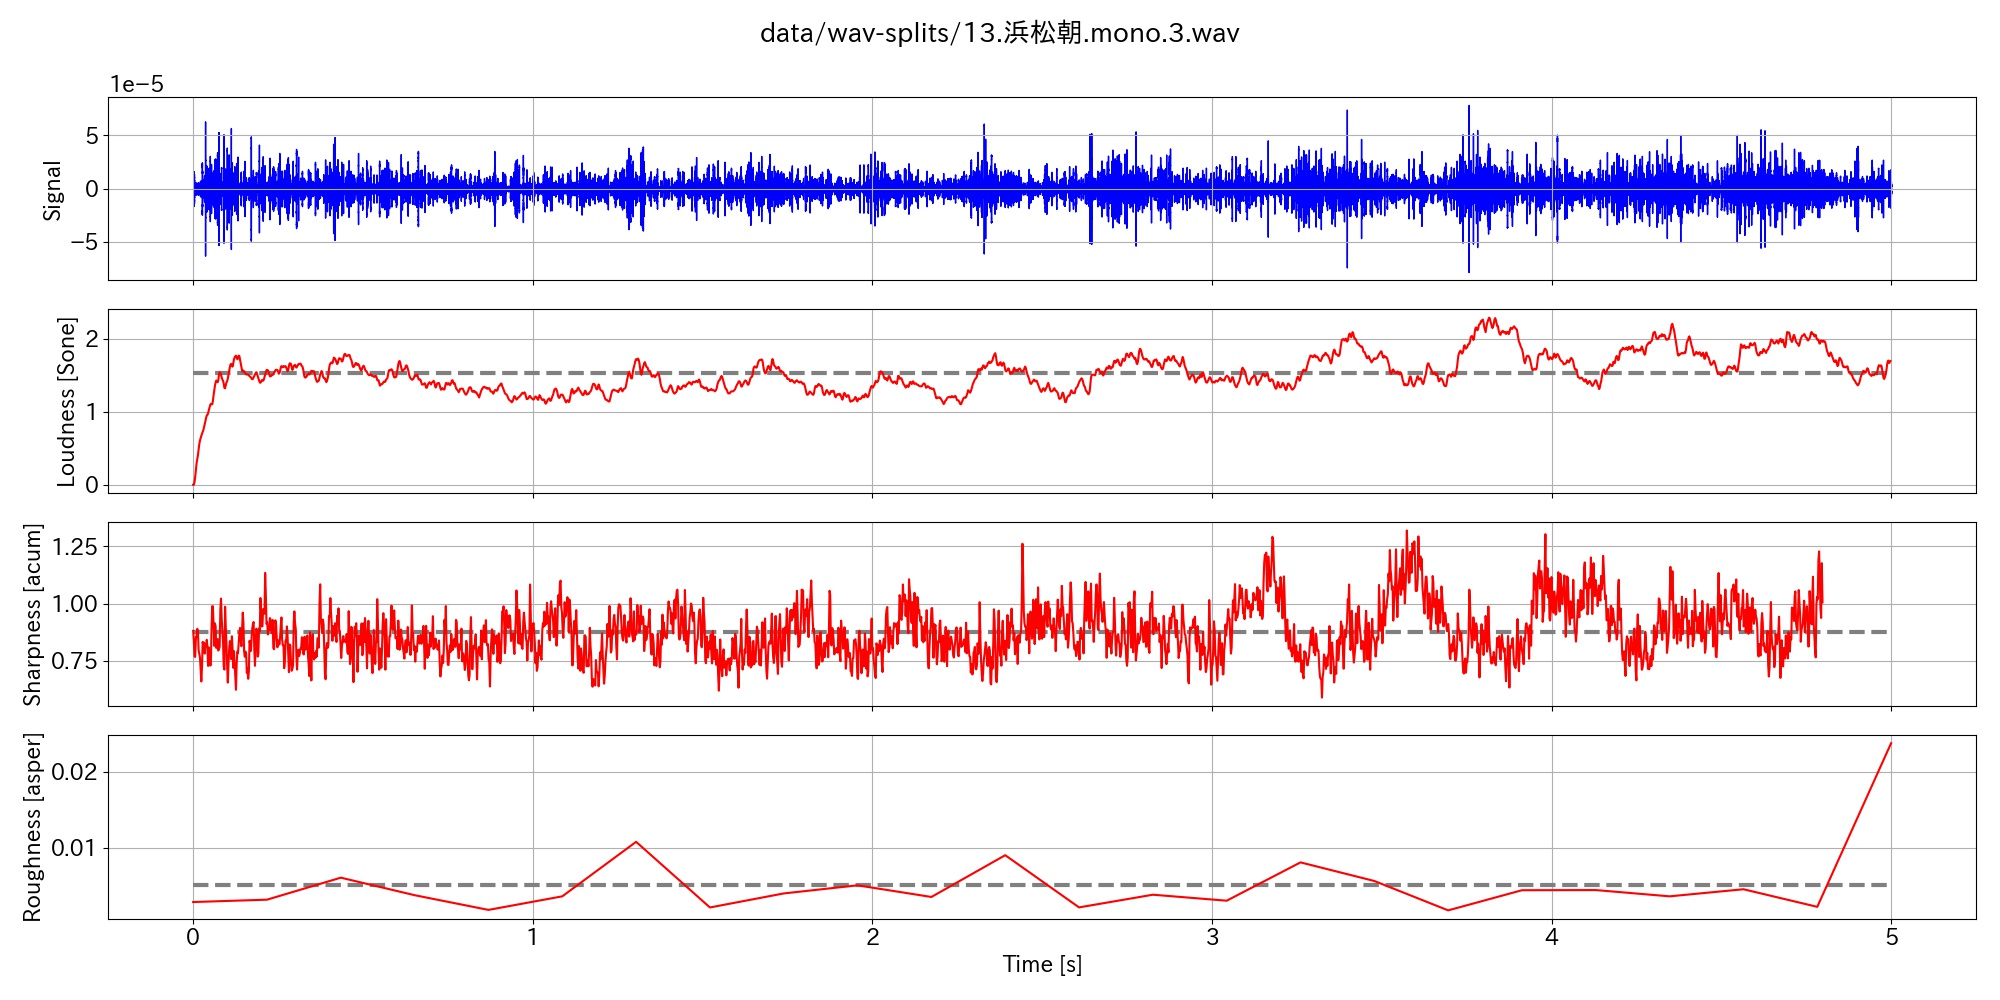 data/wav-splits/13.浜松朝.mono.3.wav
1e−5
Signal
5
0
−5
Loudness [Sone]
2
1
0
Sharpness [acum]
1.25
1.00
0.75
Roughness [asper]
0.02
0.01
0 1 2 3 4 5
Time [s]